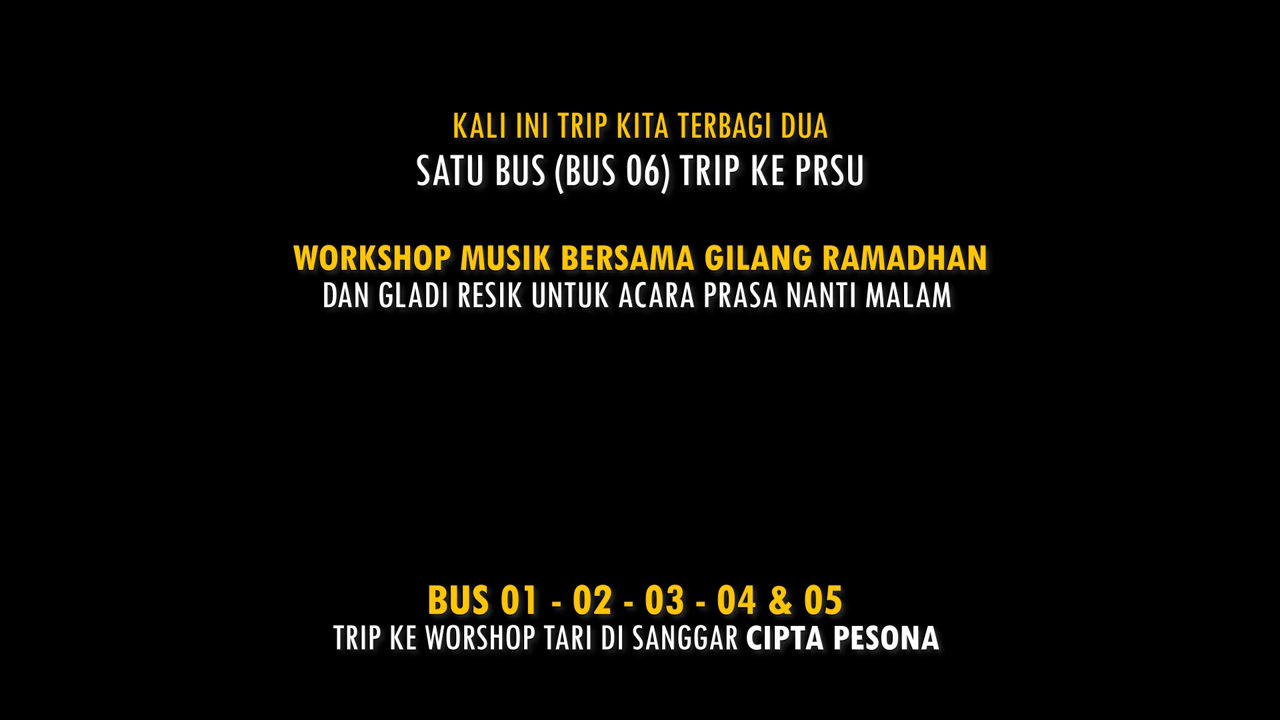 KALI INI TRIP KITA TERBAGI DUA
SATU BUS (BUS 06) TRIP KE PRSU
WORKSHOP MUSIK BERSAMA GILANG RAMADHAN
DAN GLADI RESIK UNTUK ACARA PRASA NANTI MALAM
BUS 01 - 02 - 03 - 04 & 05
TRIP KE WORSHOP TARI DI SANGGAR CIPTA PESONA